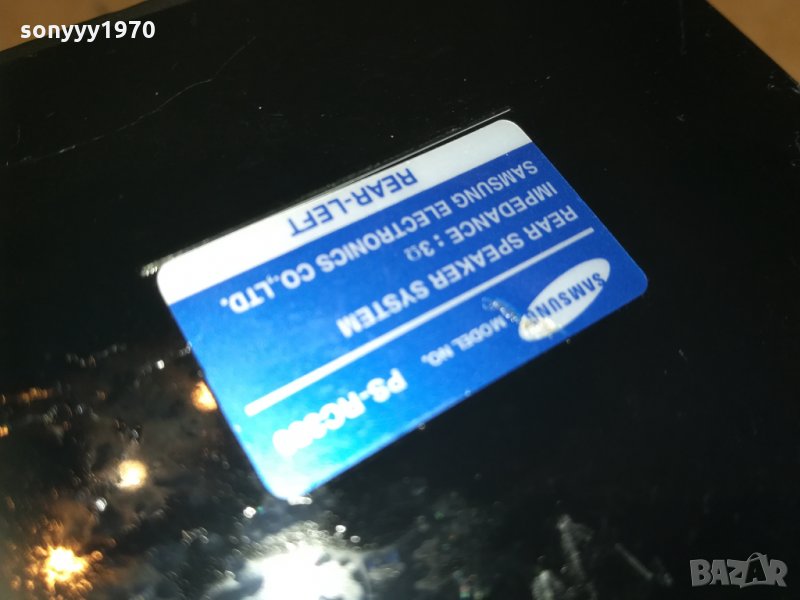 sonyyy1970
SAMSUNG
MODEL NO.
REAR SPEAKER SYSTEM
IMPEDANCE : 3Ω
SAMSUNG ELECTRONICS CO.,LTD.
REAR-LEFT
BAZAR